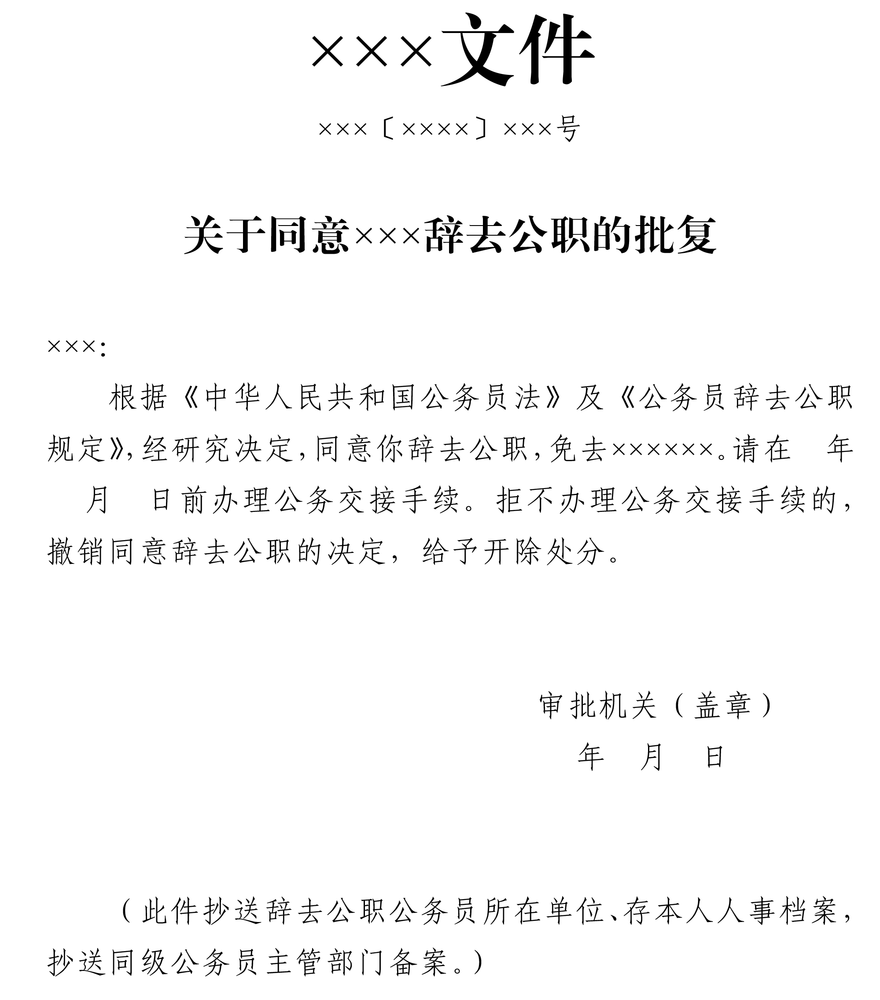 ×××文件
×××〔××××〕×××号
关于同意×××辞去公职的批复
×××:
根据《中华人民共和国公务员法》及《公务员辞去公职
规定》,经研究决定,同意你辞去公职,免去××××××。请在　年
月　日前办理公务交接手续。拒不办理公务交接手续的,
撤销同意辞去公职的决定,给予开除处分。
审批机关(盖章)
年　月　日
(此件抄送辞去公职公务员所在单位、存本人人事档案,
抄送同级公务员主管部门备案。)